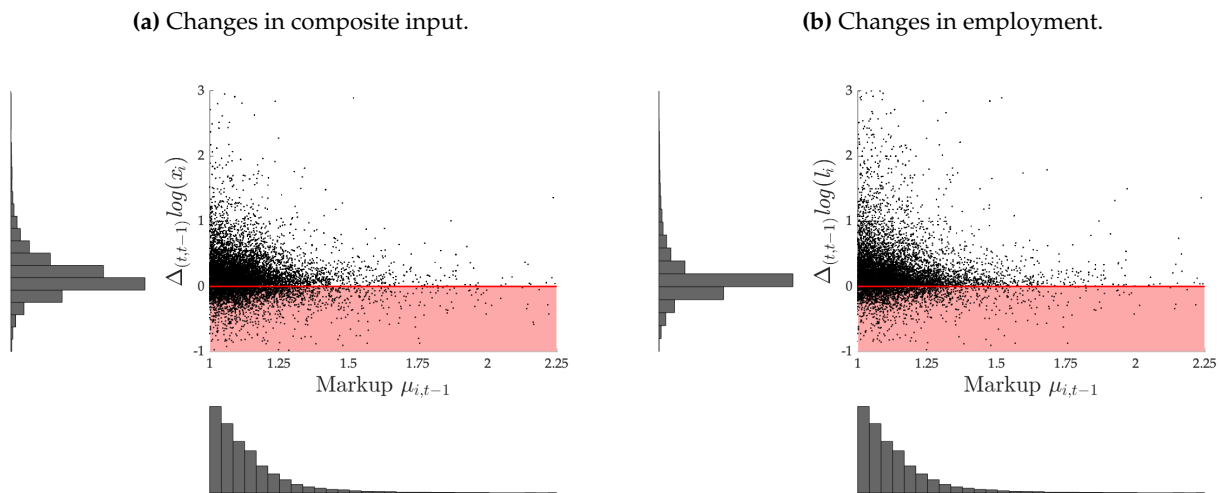 (a) Changes in composite input.
3
2
1
0
-1
Δ(t,t−1)log(xi)
1 1.25 1.5 1.75 2 2.25
Markup μi,t−1
(b) Changes in employment.
3
2
1
0
-1
Δ(t,t−1)log(li)
1 1.25 1.5 1.75 2 2.25
Markup μi,t−1